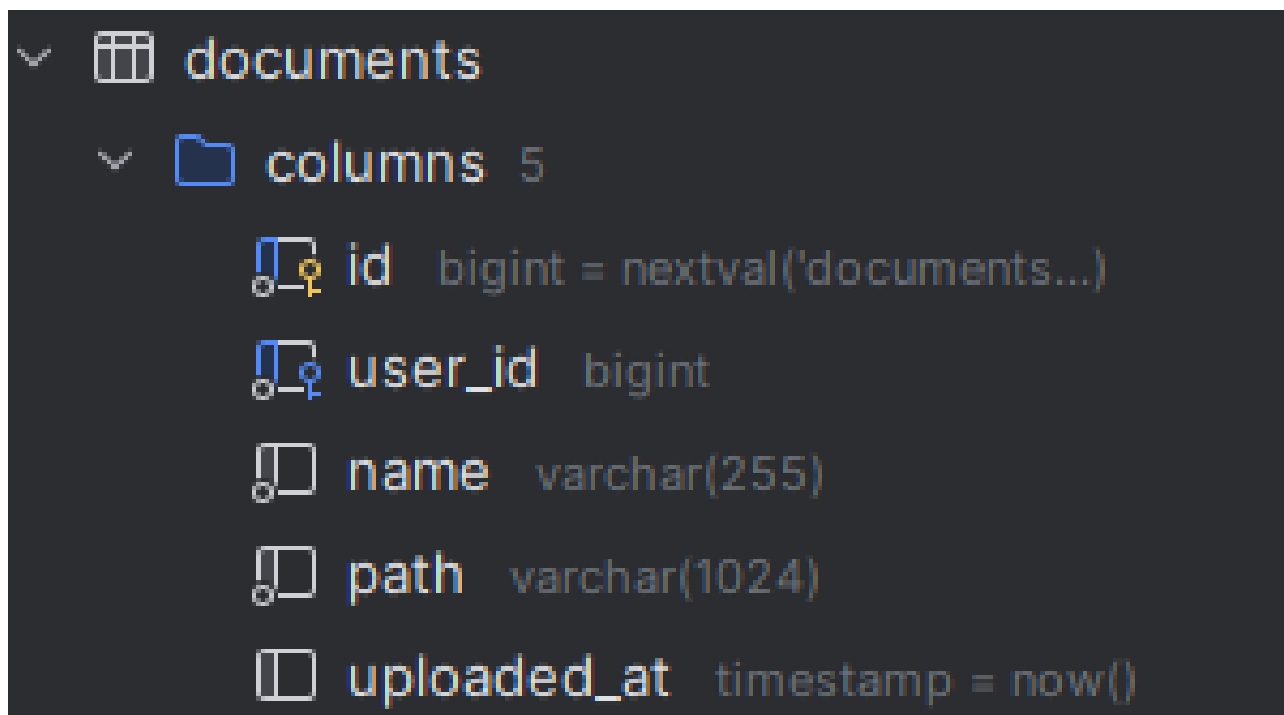 documents
columns 5
id bigint = nextval('documents...)
user_id bigint
name varchar(255)
path varchar(1024)
uploaded_at timestamp = now()